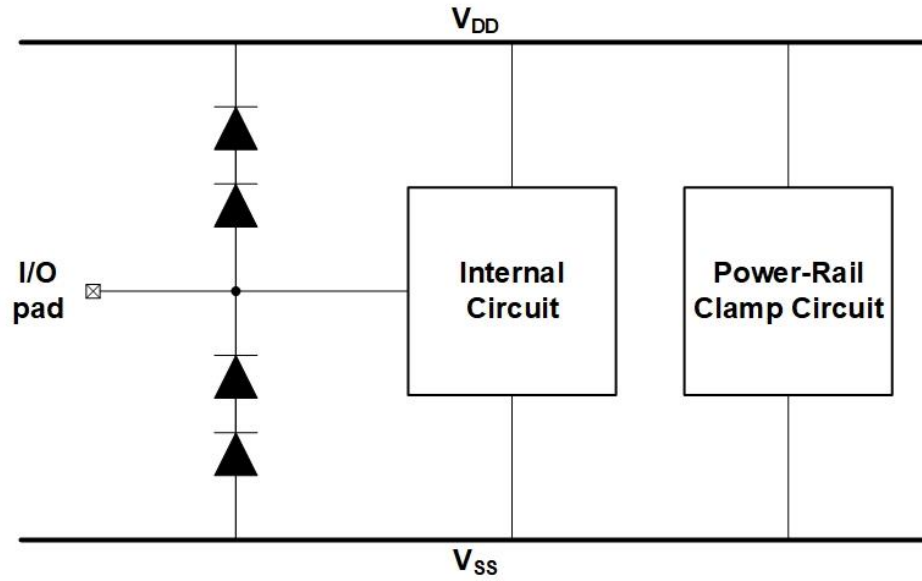 VDD
I/O
pad
Internal
Circuit
Power-Rail
Clamp Circuit
VSS